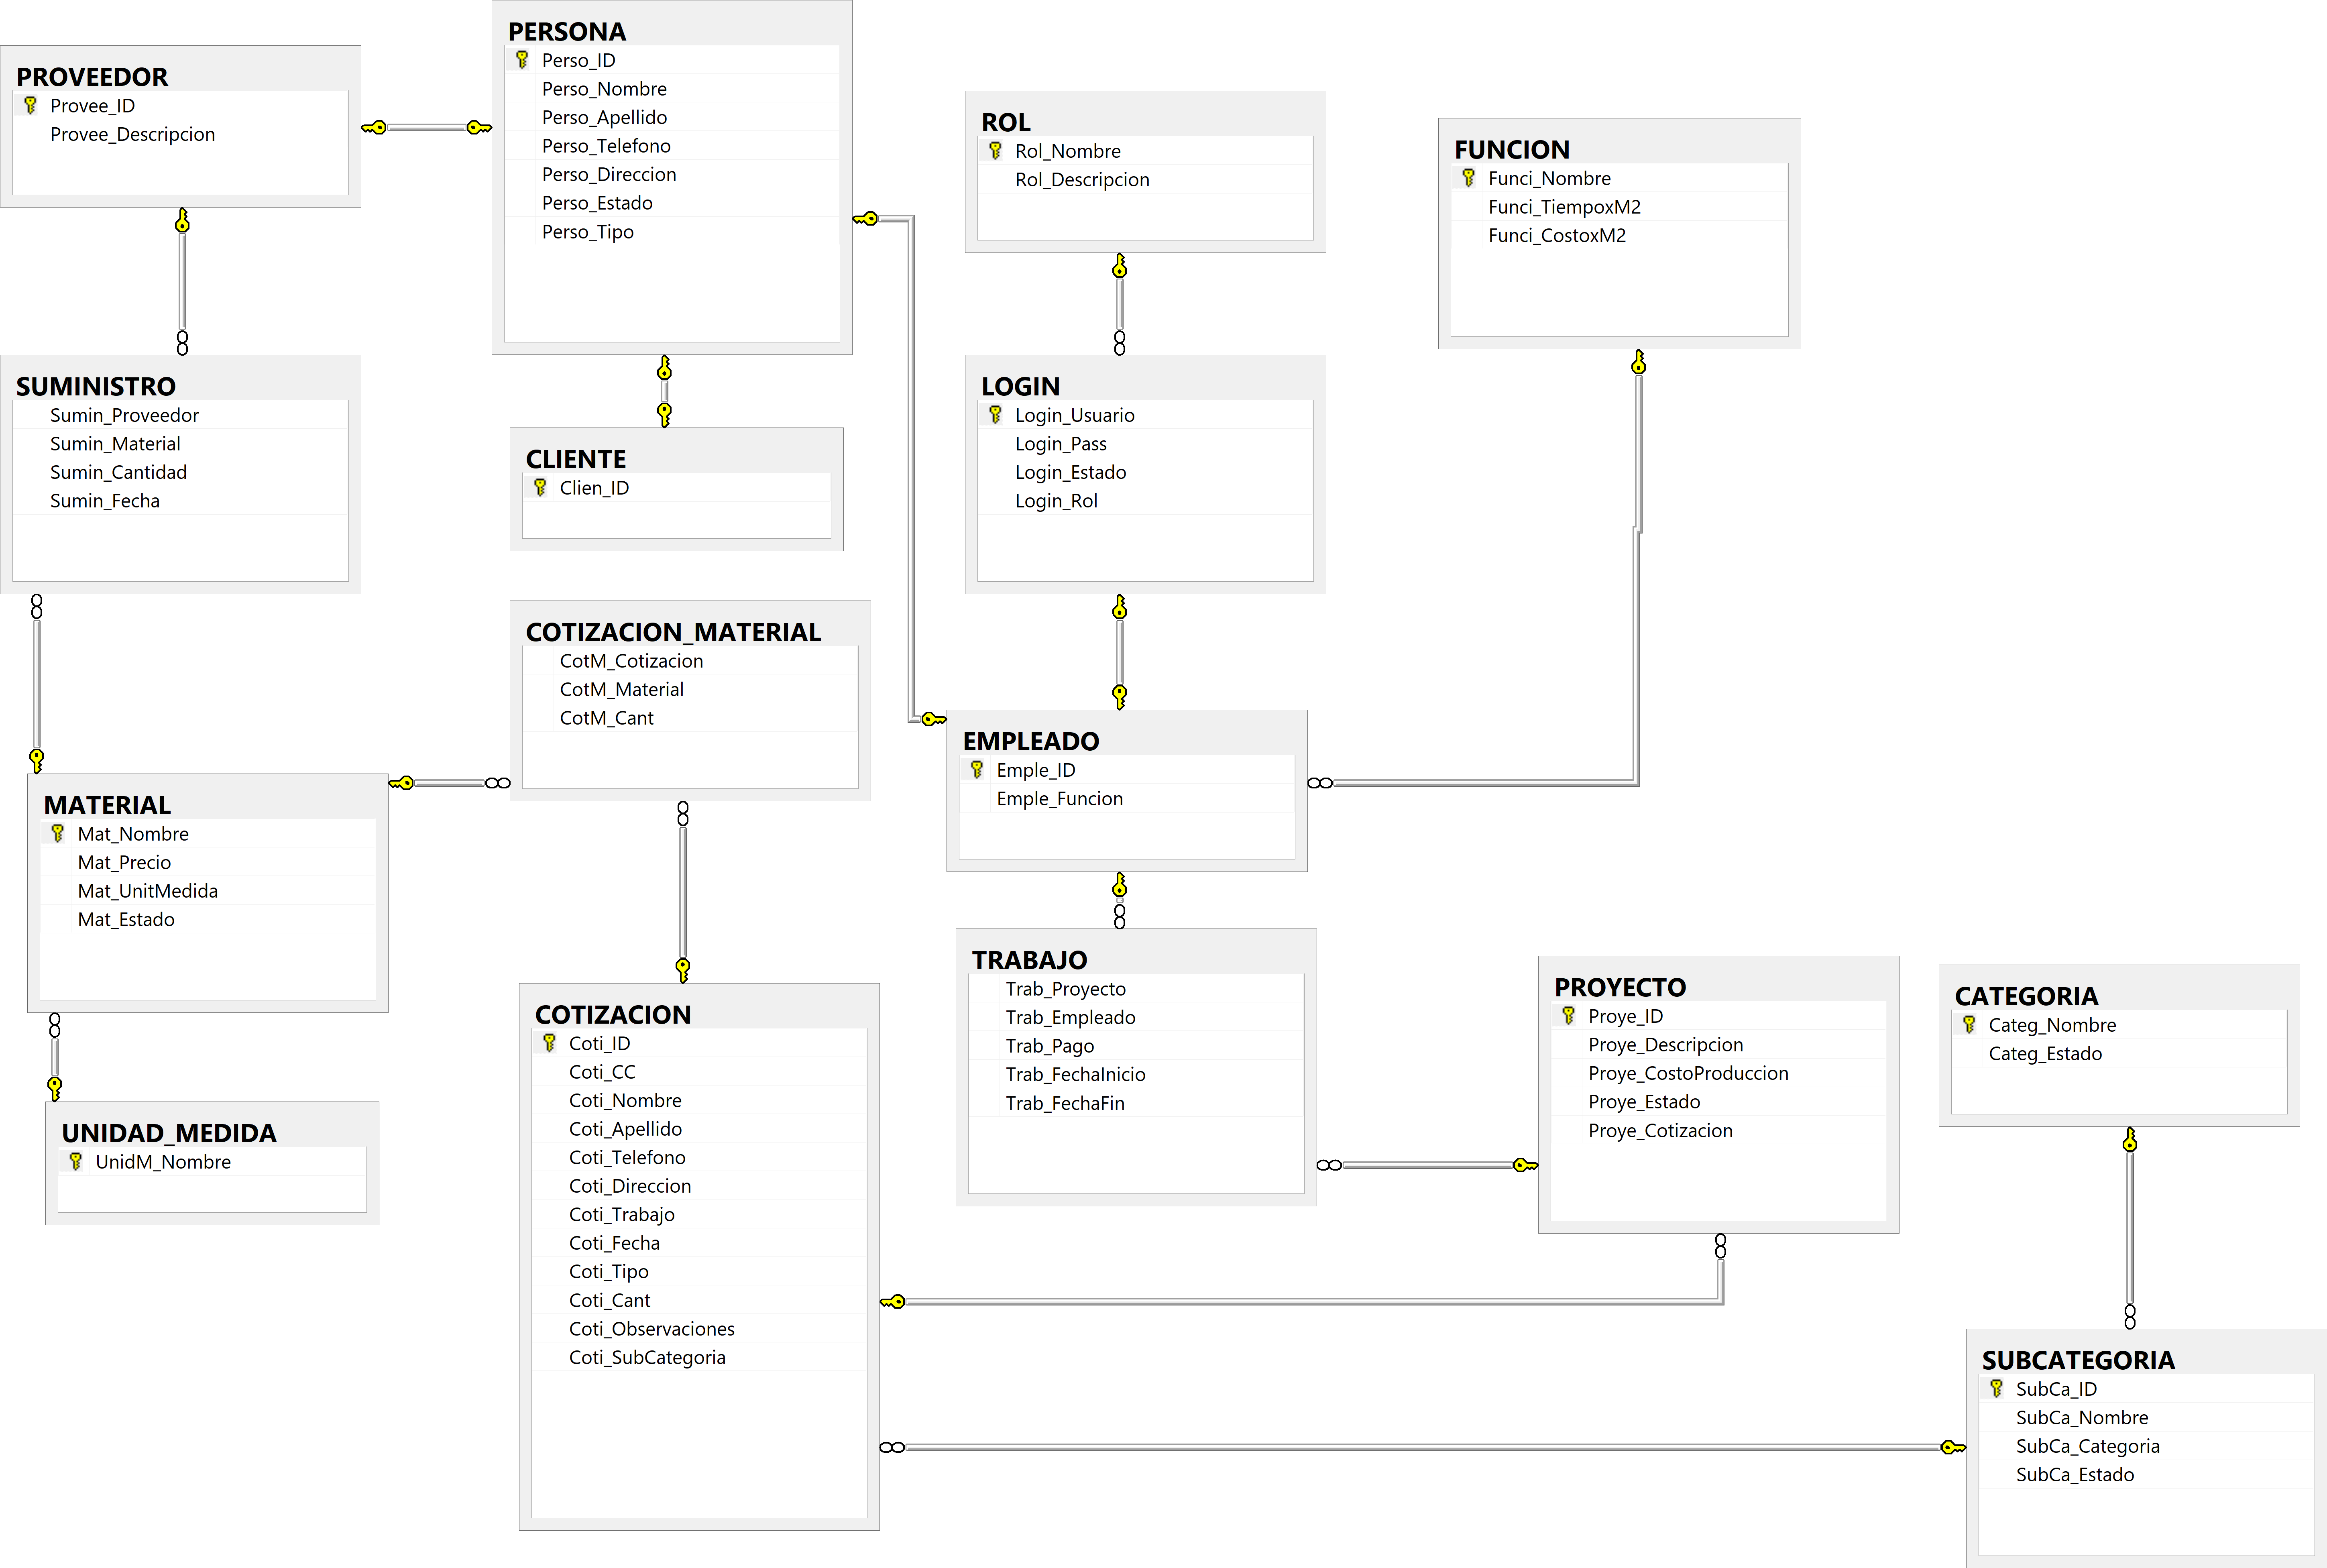 PROVEEDOR
Provee_ID
Provee_Descripcion
PERSONA
Perso_ID
Perso_Nombre
Perso_Apellido
Perso_Telefono
Perso_Direccion
Perso_Estado
Perso_Tipo
ROL
Rol_Nombre
Rol_Descripcion
FUNCION
Funci_Nombre
Funci_TiempoxM2
Funci_CostoxM2
SUMINISTRO
Sumin_Proveedor
Sumin_Material
Sumin_Cantidad
Sumin_Fecha
CLIENTE
Clien_ID
LOGIN
Login_Usuario
Login_Pass
Login_Estado
Login_Rol
COTIZACION_MATERIAL
CotM_Cotizacion
CotM_Material
CotM_Cant
EMPLEADO
Emple_ID
Emple_Funcion
MATERIAL
Mat_Nombre
Mat_Precio
Mat_UnitMedida
Mat_Estado
UNIDAD_MEDIDA
UnidM_Nombre
COTIZACION
Coti_ID
Coti_CC
Coti_Nombre
Coti_Apellido
Coti_Telefono
Coti_Direccion
Coti_Trabajo
Coti_Fecha
Coti_Tipo
Coti_Cant
Coti_Observaciones
Coti_SubCategoria
TRABAJO
Trab_Proyecto
Trab_Empleado
Trab_Pago
Trab_FechaInicio
Trab_FechaFin
PROYECTO
Proye_ID
Proye_Descripcion
Proye_CostoProduccion
Proye_Estado
Proye_Cotizacion
CATEGORIA
Categ_Nombre
Categ_Estado
SUBCATEGORIA
SubCa_ID
SubCa_Nombre
SubCa_Categoria
SubCa_Estado